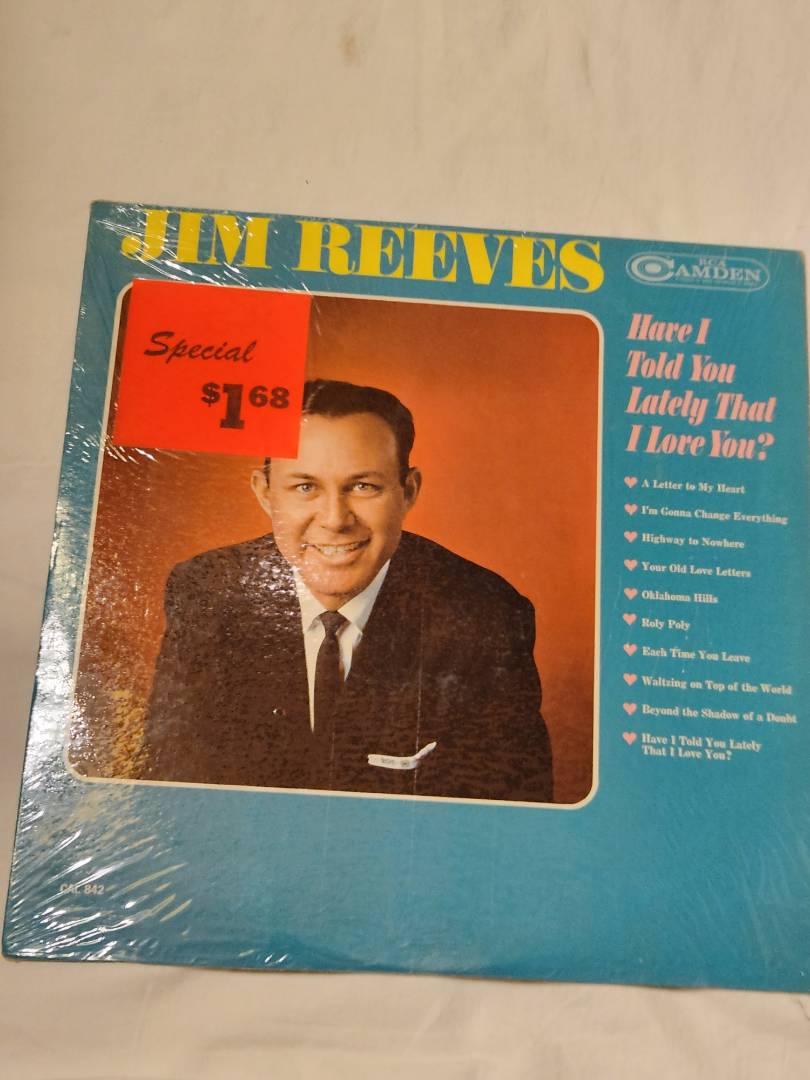 JIM REEVES
RCA
CAMDEN
Special
$1 68
Have I
Told You
Lately That
I Love You?
A Letter to My Heart
I'm Gonna Change Everything
Highway to Nowhere
Your Old Love Letters
Oklahoma Hills
Roly Poly
Each Time You Leave
Waltzing on Top of the World
Beyond the Shadow of a Doubt
Have I Told You Lately
That I Love You?
CAL 842